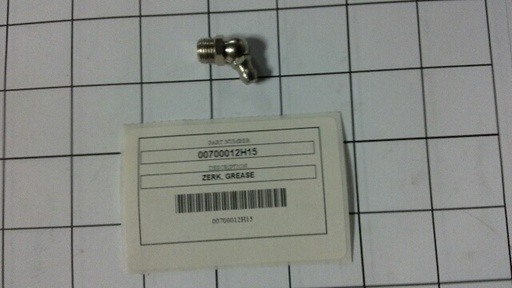 PART NUMBER
00700012H15
DESCRIPTION
ZERK, GREASE
00700012H15